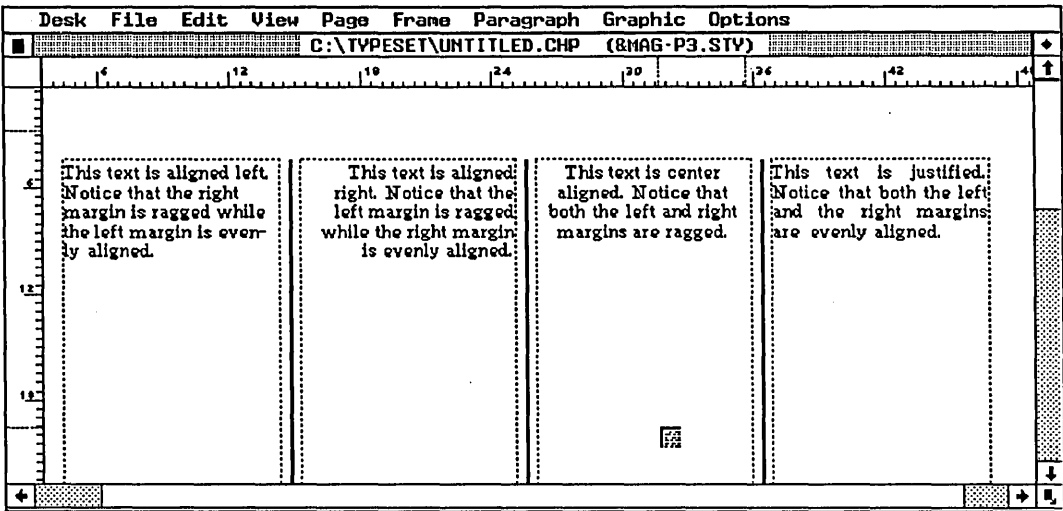 Desk File Edit View Page Frame Paragraph Graphic Options
C:\TYPESET\UNTITLED.CHP (&MAG-P3.STY)
6 12 18 24 30 36 42
This text is aligned left.
Notice that the right
margin is ragged while
the left margin is even-
ly aligned.
This text is aligned
right. Notice that the
left margin is ragged
while the right margin
is evenly aligned.
This text is center
aligned. Notice that
both the left and right
margins are ragged.
This text is justified.
Notice that both the left
and the right margins
are evenly aligned.
6
12
18